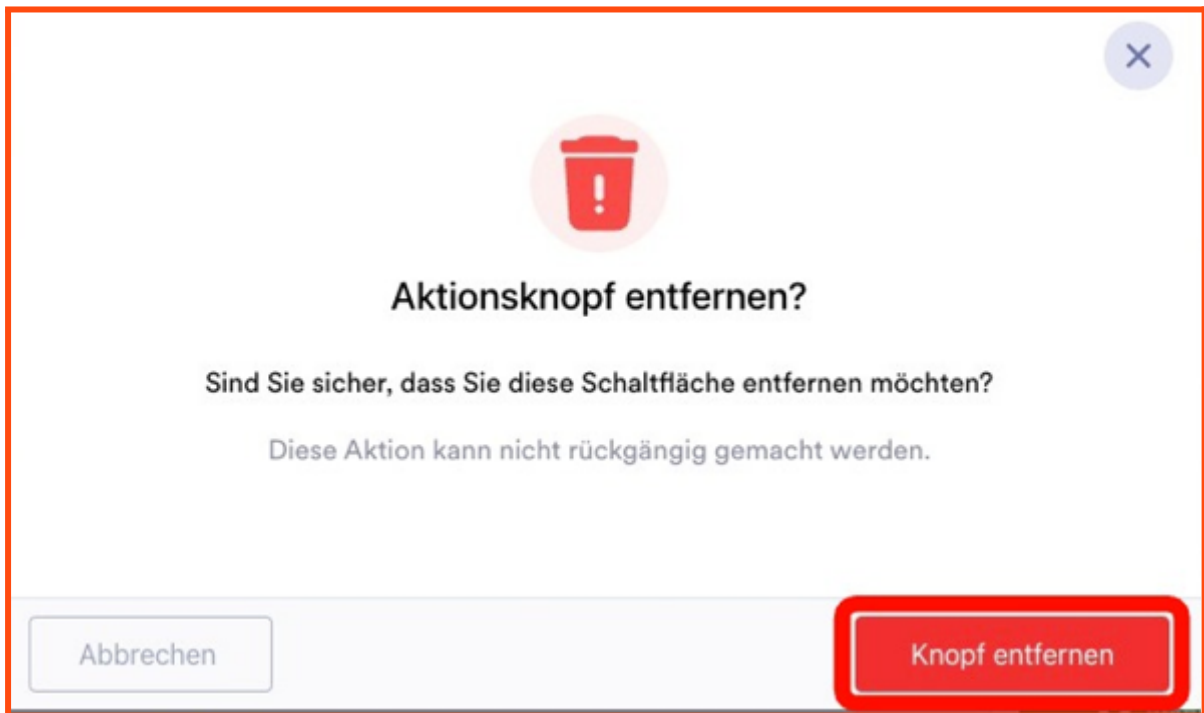 Aktionsknopf entfernen?
Sind Sie sicher, dass Sie diese Schaltfläche entfernen möchten?
Diese Aktion kann nicht rückgängig gemacht werden.
Abbrechen
Knopf entfernen